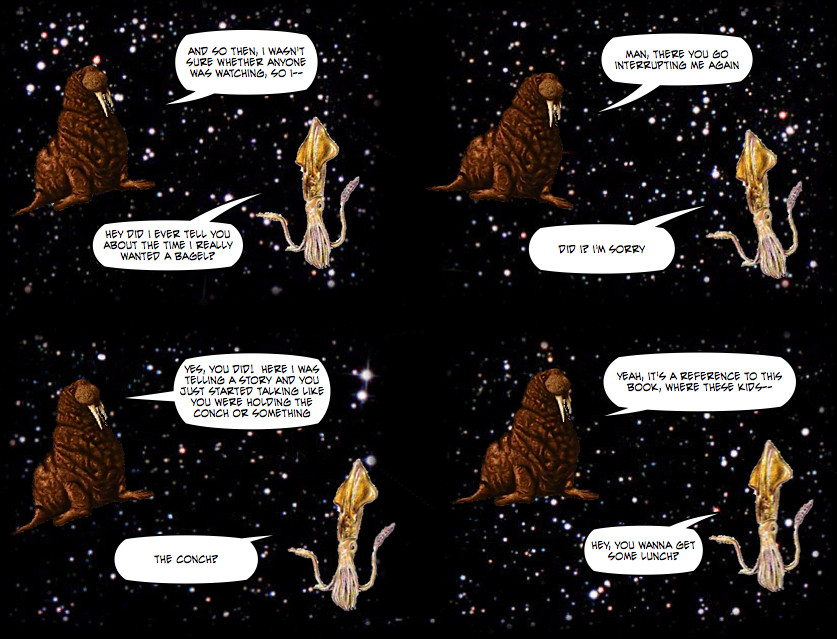 AND SO THEN, I WASN'T
SURE WHETHER ANYONE
WAS WATCHING, SO I--
HEY DID I EVER TELL YOU
ABOUT THE TIME I REALLY
WANTED A BAGEL?
MAN, THERE YOU GO
INTERRUPTING ME AGAIN
DID I? I'M SORRY
YES, YOU DID! HERE I WAS
TELLING A STORY AND YOU
JUST STARTED TALKING LIKE
YOU WERE HOLDING THE
CONCH OR SOMETHING
THE CONCH?
YEAH, IT'S A REFERENCE TO THIS
BOOK, WHERE THESE KIDS--
HEY, YOU WANNA GET
SOME LUNCH?